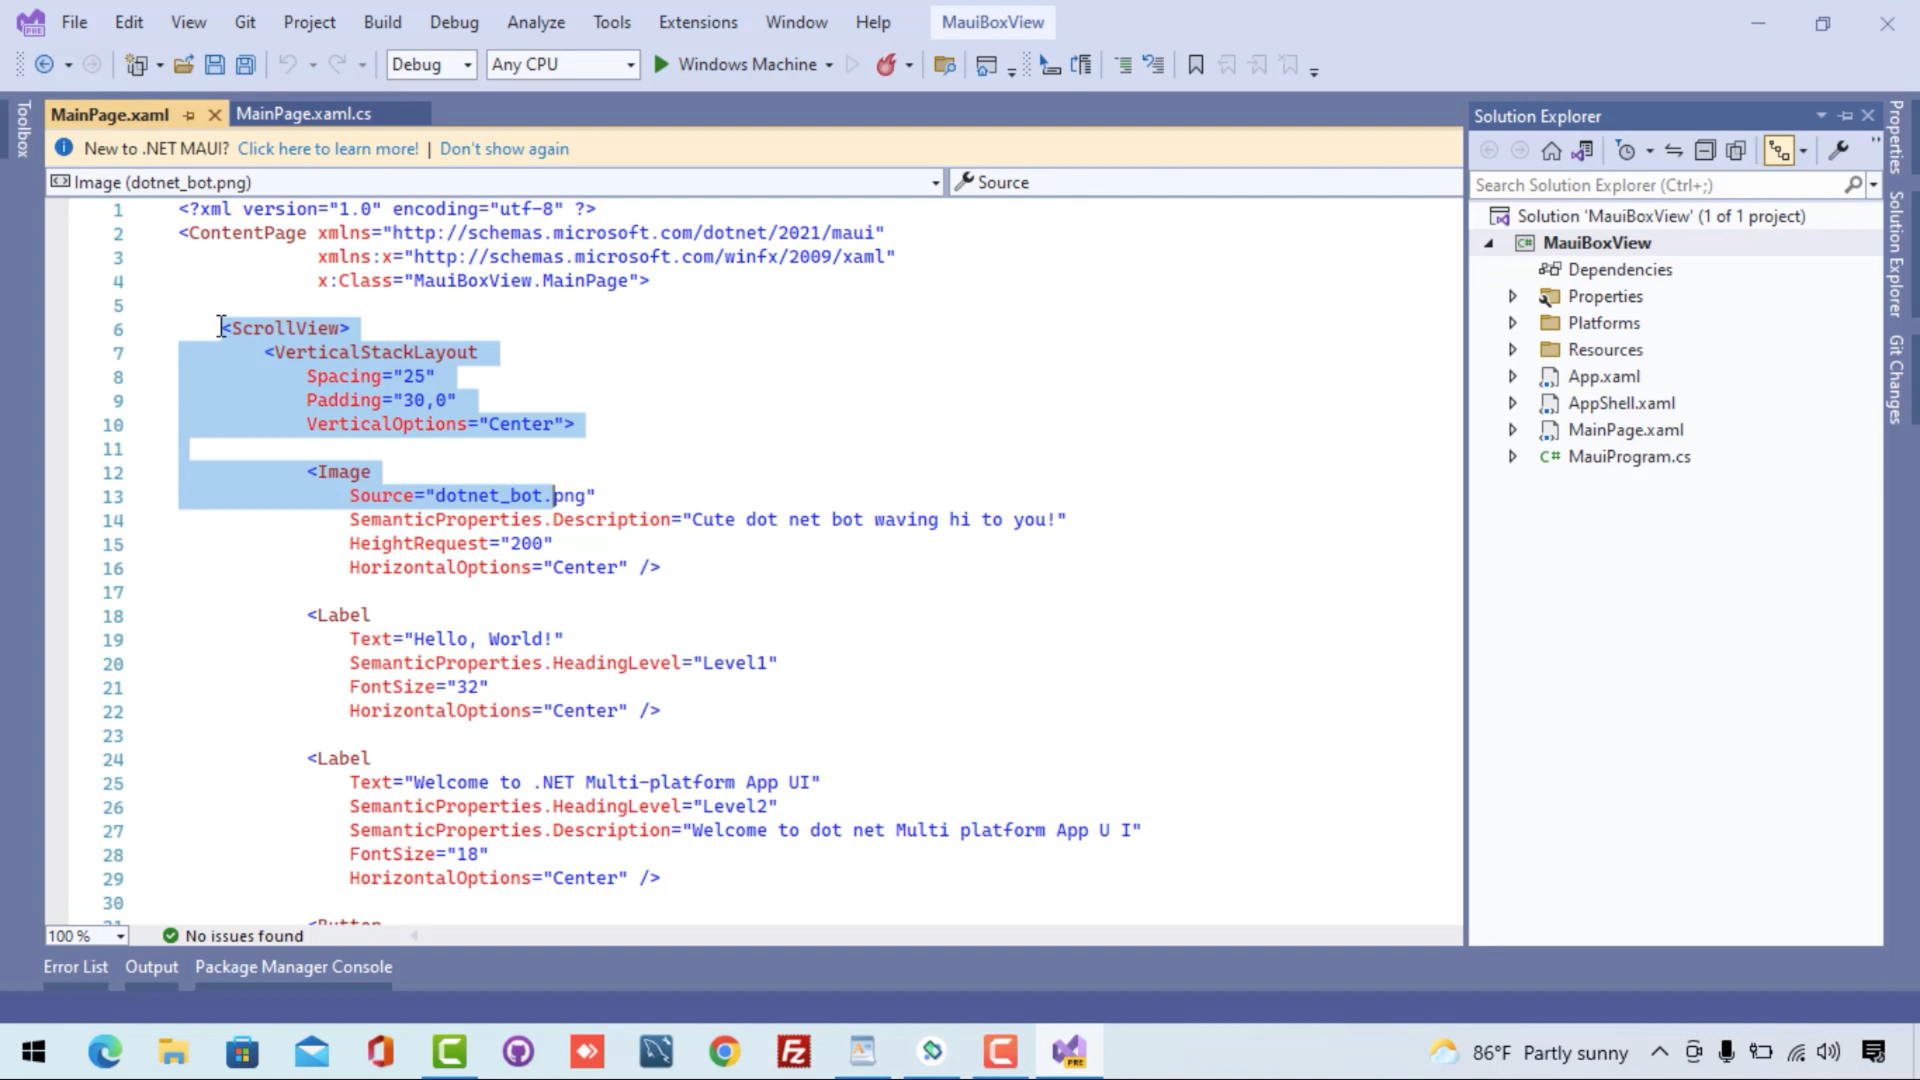 File Edit View Git Project Build Debug Analyze Tools Extensions Window Help MauiBoxView
Debug Any CPU Windows Machine
Toolbox
MainPage.xaml MainPage.xaml.cs
New to .NET MAUI? Click here to learn more! | Don't show again
Image (dotnet_bot.png) Source
1 <?xml version="1.0" encoding="utf-8" ?>
2 <ContentPage xmlns="http://schemas.microsoft.com/dotnet/2021/maui"
3 xmlns:x="http://schemas.microsoft.com/winfx/2009/xaml"
4 x:Class="MauiBoxView.MainPage">
5
6 <ScrollView>
7 <VerticalStackLayout
8 Spacing="25"
9 Padding="30,0"
10 VerticalOptions="Center">
11
12 <Image
13 Source="dotnet_bot.png"
14 SemanticProperties.Description="Cute dot net bot waving hi to you!"
15 HeightRequest="200"
16 HorizontalOptions="Center" />
17
18 <Label
19 Text="Hello, World!"
20 SemanticProperties.HeadingLevel="Level1"
21 FontSize="32"
22 HorizontalOptions="Center" />
23
24 <Label
25 Text="Welcome to .NET Multi-platform App UI"
26 SemanticProperties.HeadingLevel="Level2"
27 SemanticProperties.Description="Welcome to dot net Multi platform App U I"
28 FontSize="18"
29 HorizontalOptions="Center" />
30
31 <Button
100 % No issues found
Error List Output Package Manager Console
Solution Explorer
Search Solution Explorer (Ctrl+;)
Solution 'MauiBoxView' (1 of 1 project)
C# MauiBoxView
Dependencies
Properties
Platforms
Resources
App.xaml
AppShell.xaml
MainPage.xaml
C# MauiProgram.cs
Properties
Solution Explorer
Git Changes
86°F Partly sunny